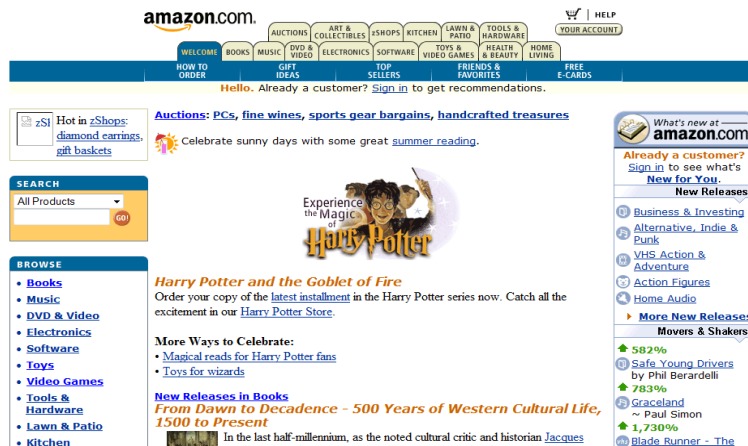 amazon.com.
HELP
YOUR ACCOUNT
AUCTIONS
ART &
COLLECTIBLES
zSHOPS
KITCHEN
LAWN &
PATIO
TOOLS &
HARDWARE
WELCOME
BOOKS
MUSIC
DVD &
VIDEO
ELECTRONICS
SOFTWARE
TOYS &
VIDEO GAMES
HEALTH
& BEAUTY
HOME
LIVING
HOW TO
ORDER
GIFT
IDEAS
TOP
SELLERS
FRIENDS &
FAVORITES
FREE
E-CARDS
Hello. Already a customer? Sign in to get recommendations.
zSI
Hot in zShops:
diamond earrings,
gift baskets
SEARCH
All Products
GO!
BROWSE
• Books
• Music
• DVD & Video
• Electronics
• Software
• Toys
• Video Games
• Tools &
Hardware
• Lawn & Patio
• Kitchen
Auctions: PCs, fine wines, sports gear bargains, handcrafted treasures
Celebrate sunny days with some great summer reading.
Experience
the Magic
of
Harry Potter
Harry Potter and the Goblet of Fire
Order your copy of the latest installment in the Harry Potter series now. Catch all the
excitement in our Harry Potter Store.
More Ways to Celebrate:
• Magical reads for Harry Potter fans
• Toys for wizards
New Releases in Books
From Dawn to Decadence - 500 Years of Western Cultural Life,
1500 to Present
In the last half-millennium, as the noted cultural critic and historian Jacques
What's new at
amazon.com
Already a customer?
Sign in to see what's
New for You.
New Releases
Business & Investing
Alternative, Indie &
Punk
VHS Action &
Adventure
Action Figures
Home Audio
More New Releases
Movers & Shakers
582%
Safe Young Drivers
by Phil Berardelli
783%
Graceland
~ Paul Simon
1,730%
Blade Runner - The